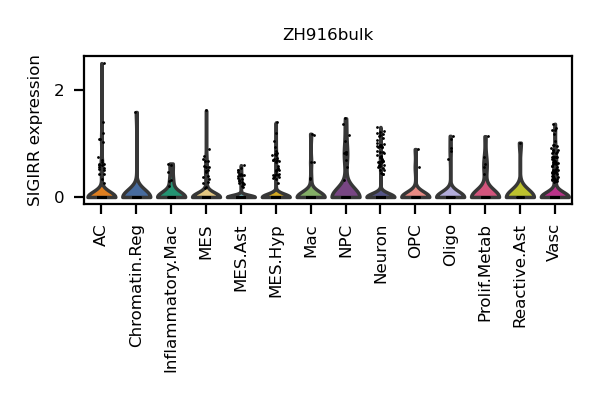 ZH916bulk
SIGIRR expression
2
0
AC
Chromatin.Reg
Inflammatory.Mac
MES
MES.Ast
MES.Hyp
Mac
NPC
Neuron
OPC
Oligo
Prolif.Metab
Reactive.Ast
Vasc